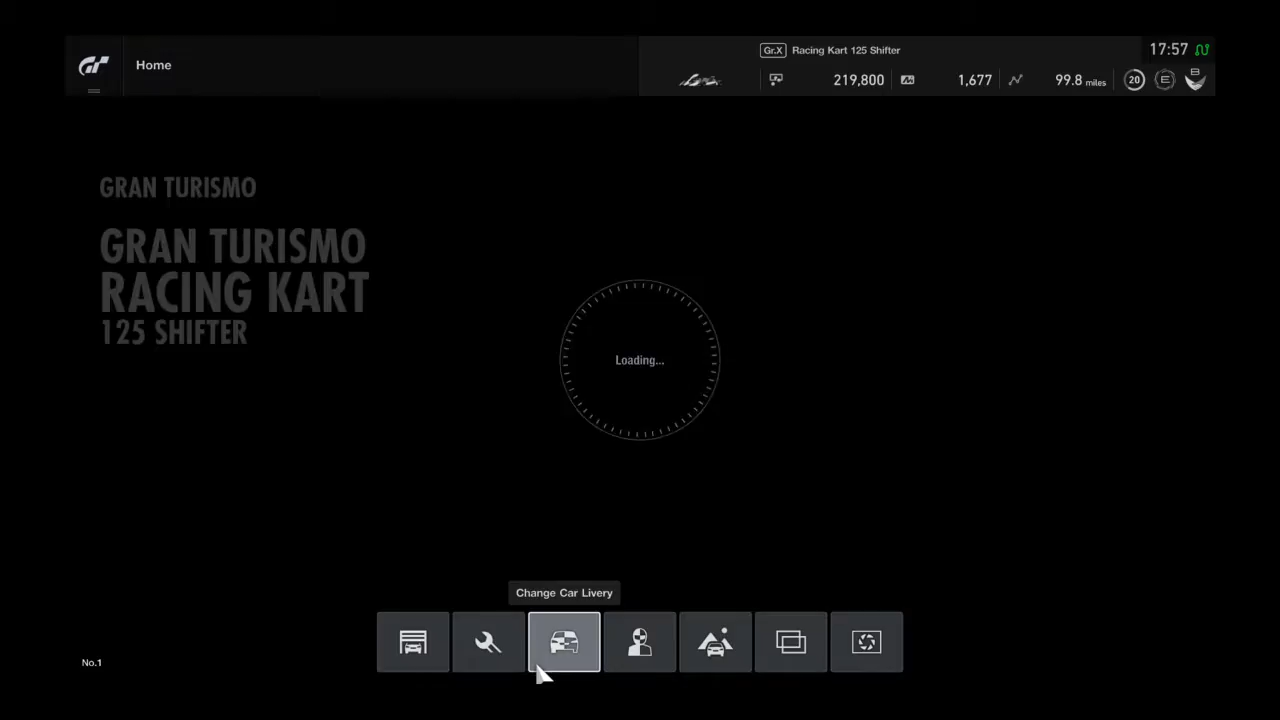 Home
Gr.X Racing Kart 125 Shifter
17:57
219,800
1,677
99.8 miles
20
E
B
GRAN TURISMO
GRAN TURISMO
RACING KART
125 SHIFTER
Loading...
Change Car Livery
No.1